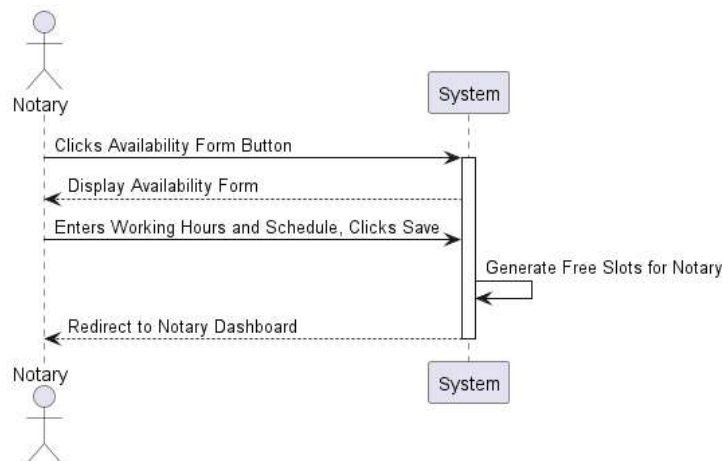 Notary
System
Clicks Availability Form Button
Display Availability Form
Enters Working Hours and Schedule, Clicks Save
Generate Free Slots for Notary
Redirect to Notary Dashboard
Notary
System